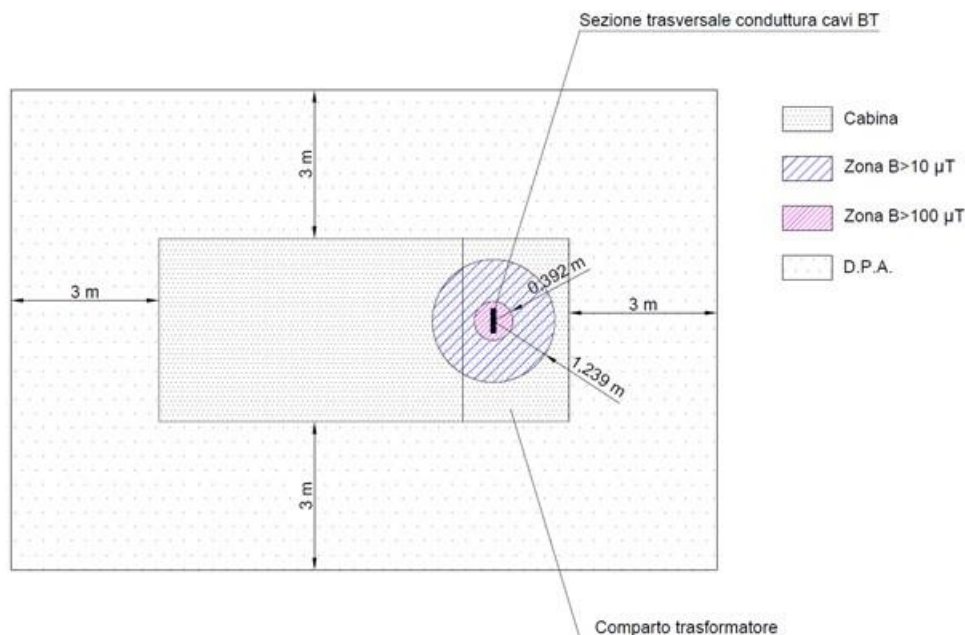 Sezione trasversale conduttura cavi BT
Cabina
Zona B>10 µT
Zona B>100 µT
D.P.A.
3 m
3 m
0.392 m
3 m
1.239 m
3 m
Comparto trasformatore